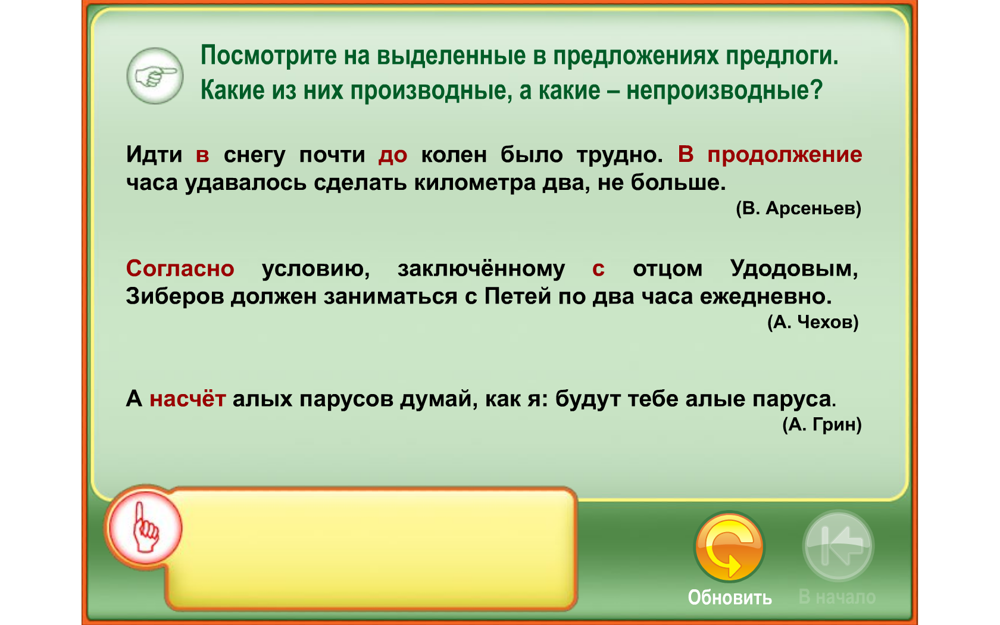 Посмотрите на выделенные в предложениях предлоги.
Какие из них производные, а какие – непроизводные?
Идти в снегу почти до колен было трудно. В продолжение
часа удавалось сделать километра два, не больше.
(В. Арсеньев)
Согласно условию, заключённому с отцом Удодовым,
Зиберов должен заниматься с Петей по два часа ежедневно.
(А. Чехов)
А насчёт алых парусов думай, как я: будут тебе алые паруса.
(А. Грин)
Обновить
В начало